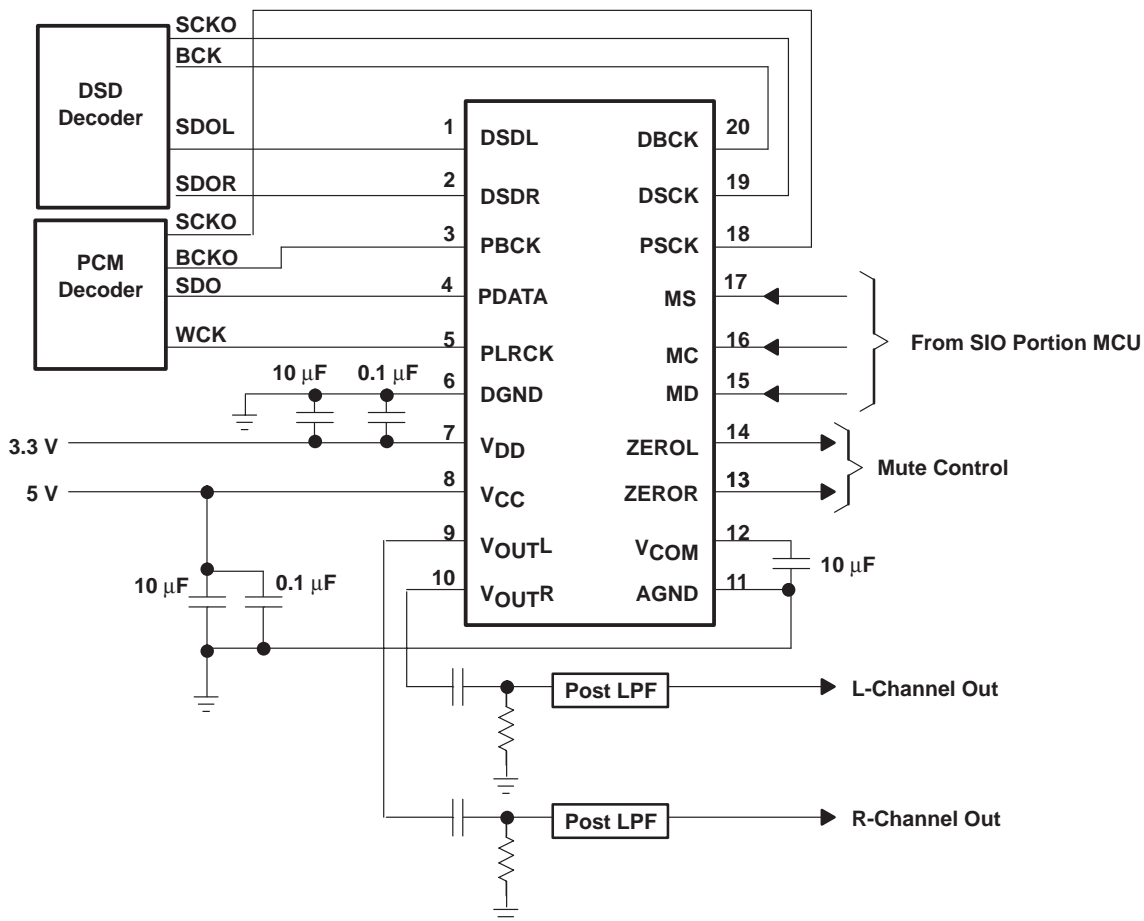 SCKO
BCK
DSD
Decoder
SDOL
SDOR
SCKO
PCM
Decoder
BCKO
SDO
WCK
1
DSDL
DBCK
20
2
DSDR
DSCK
19
3
PBCK
PSCK
18
4
PDATA
MS
17
5
PLRCK
MC
16
6
DGND
MD
15
7
VDD
ZEROL
14
8
VCC
ZEROR
13
9
VOUTL
VCOM
12
10
VOUTR
AGND
11
From SIO Portion MCU
Mute Control
10 μF
0.1 μF
3.3 V
5 V
10 μF
0.1 μF
10 μF
Post LPF
L-Channel Out
Post LPF
R-Channel Out